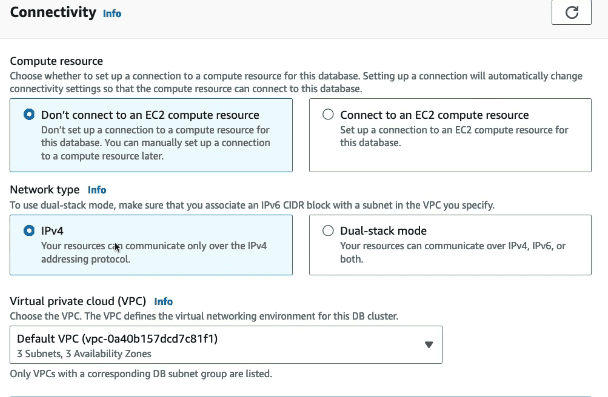 Connectivity Info
Compute resource
Choose whether to set up a connection to a compute resource for this database. Setting up a connection will automatically change
connectivity settings so that the compute resource can connect to this database.
Don't connect to an EC2 compute resource
Don't set up a connection to a compute resource for
this database. You can manually set up a connection
to a compute resource later.
Connect to an EC2 compute resource
Set up a connection to an EC2 compute resource for
this database.
Network type Info
To use dual-stack mode, make sure that you associate an IPv6 CIDR block with a subnet in the VPC you specify.
IPv4
Your resources can communicate only over the IPv4
addressing protocol.
Dual-stack mode
Your resources can communicate over IPv4, IPv6, or
both.
Virtual private cloud (VPC) Info
Choose the VPC. The VPC defines the virtual networking environment for this DB cluster.
Default VPC (vpc-0a40b157dcd7c81f1)
3 Subnets, 3 Availability Zones
Only VPCs with a corresponding DB subnet group are listed.